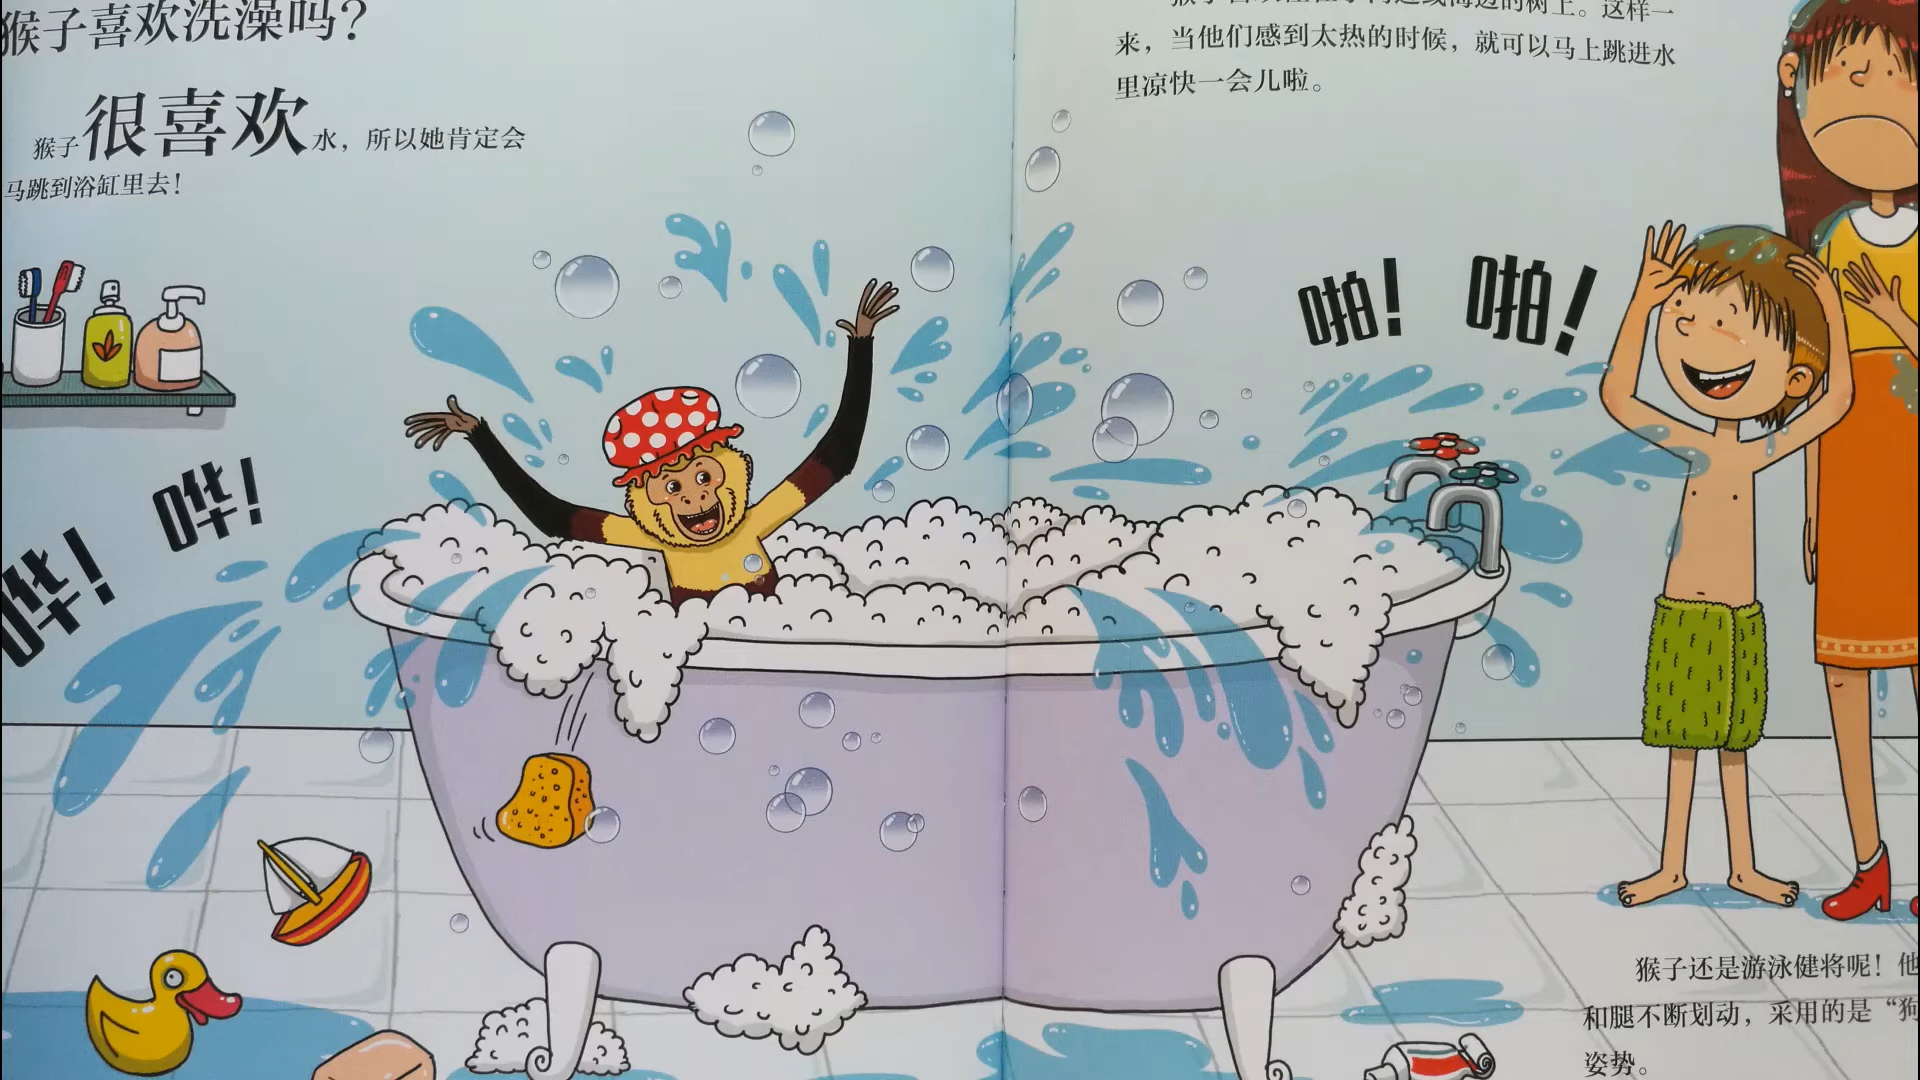 猴子喜欢洗澡吗？
猴子很喜欢水，所以她肯定会
马跳到浴缸里去！
哗！
哗！
来，当他们感到太热的时候，就可以马上跳进水
里凉快一会儿啦。
啪！
啪！
猴子还是游泳健将呢！他
和腿不断划动，采用的是“狗
姿势。